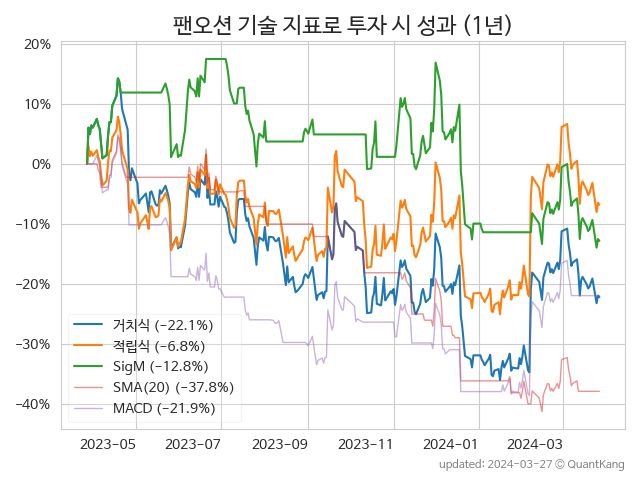 팬오션 기술 지표로 투자 시 성과 (1년)
20%
10%
0%
−10%
−20%
−30%
−40%
거치식 (−22.1%)
적립식 (−6.8%)
SigM (−12.8%)
SMA(20) (−37.8%)
MACD (−21.9%)
2023−05
2023−07
2023−09
2023−11
2024−01
2024−03
updated: 2024−03−27 © QuantKang